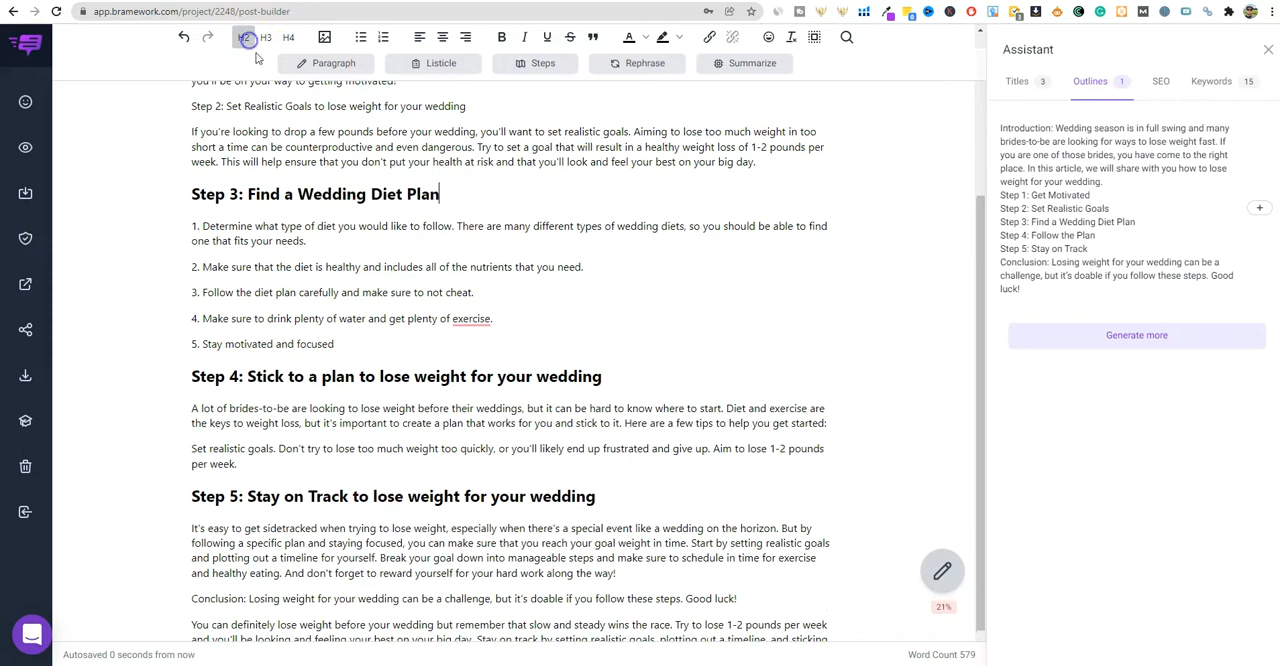 app.bramework.com/project/2248/post-builder
H2 H3 H4
B I U S A
Paragraph Listicle Steps Rephrase Summarize
you'll be on your way to getting motivated!
Step 2: Set Realistic Goals to lose weight for your wedding
If you're looking to drop a few pounds before your wedding, you'll want to set realistic goals. Aiming to lose too much weight in too
short a time can be counterproductive and even dangerous. Try to set a goal that will result in a healthy weight loss of 1-2 pounds per
week. This will help ensure that you don't put your health at risk and that you'll look and feel your best on your big day.
Step 3: Find a Wedding Diet Plan
1. Determine what type of diet you would like to follow. There are many different types of wedding diets, so you should be able to find
one that fits your needs.
2. Make sure that the diet is healthy and includes all of the nutrients that you need.
3. Follow the diet plan carefully and make sure to not cheat.
4. Make sure to drink plenty of water and get plenty of exercise.
5. Stay motivated and focused
Step 4: Stick to a plan to lose weight for your wedding
A lot of brides-to-be are looking to lose weight before their weddings, but it can be hard to know where to start. Diet and exercise are
the keys to weight loss, but it's important to create a plan that works for you and stick to it. Here are a few tips to help you get started:
Set realistic goals. Don't try to lose too much weight too quickly, or you'll likely end up frustrated and give up. Aim to lose 1-2 pounds
per week.
Step 5: Stay on Track to lose weight for your wedding
It's easy to get sidetracked when trying to lose weight, especially when there's a special event like a wedding on the horizon. But by
following a specific plan and staying focused, you can make sure that you reach your goal weight in time. Start by setting realistic goals
and plotting out a timeline for yourself. Break your goal down into manageable steps and make sure to schedule in time for exercise
and healthy eating. And don't forget to reward yourself for your hard work along the way!
Conclusion: Losing weight for your wedding can be a challenge, but it's doable if you follow these steps. Good luck!
You can definitely lose weight before your wedding but remember that slow and steady wins the race. Try to lose 1-2 pounds per week
and you'll be looking and feeling your best on your big day. Stay on track by setting realistic goals, plotting out a timeline, and sticking
21%
Autosaved 0 seconds from now
Word Count 579
Assistant
Titles 3 Outlines 1 SEO Keywords 15
Introduction: Wedding season is in full swing and many
brides-to-be are looking for ways to lose weight fast. If
you are one of those brides, you have come to the right
place. In this article, we will share with you how to lose
weight for your wedding.
Step 1: Get Motivated
Step 2: Set Realistic Goals
Step 3: Find a Wedding Diet Plan
Step 4: Follow the Plan
Step 5: Stay on Track
Conclusion: Losing weight for your wedding can be a
challenge, but it's doable if you follow these steps. Good
luck!
Generate more